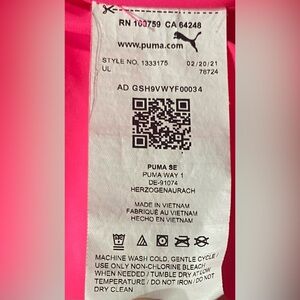 RN 100759 CA 64248
www.puma.com
STYLE NO. 1333175 02/20/21
UL 78724
AD GSH9VWYF00034
PUMA SE
PUMA WAY 1
DE-91074
HERZOGENAURACH
MADE IN VIETNAM
FABRIQUÉ AU VIETNAM
HECHO EN VIETNAM
MACHINE WASH COLD, GENTLE CYCLE /
USE ONLY NON-CHLORINE BLEACH
WHEN NEEDED / TUMBLE DRY AT LOW
TEMPERATURE / DO NOT IRON / DO NOT
DRY CLEAN